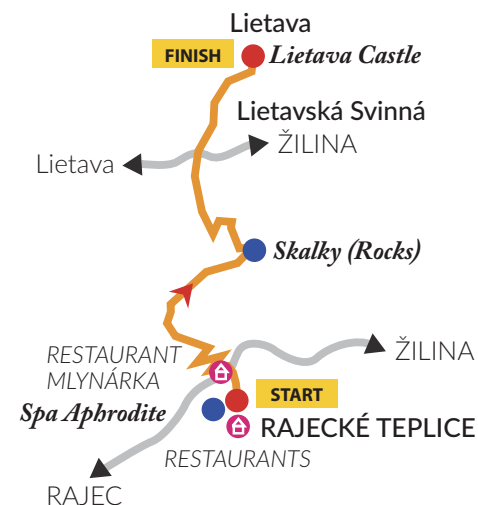 Lietava
FINISH
Lietava Castle
Lietavská Svinná
ŽILINA
Lietava
Skalky (Rocks)
RESTAURANT
MLYNÁRKA
ŽILINA
START
Spa Aphrodite
RAJECKÉ TEPLICE
RESTAURANTS
RAJEC